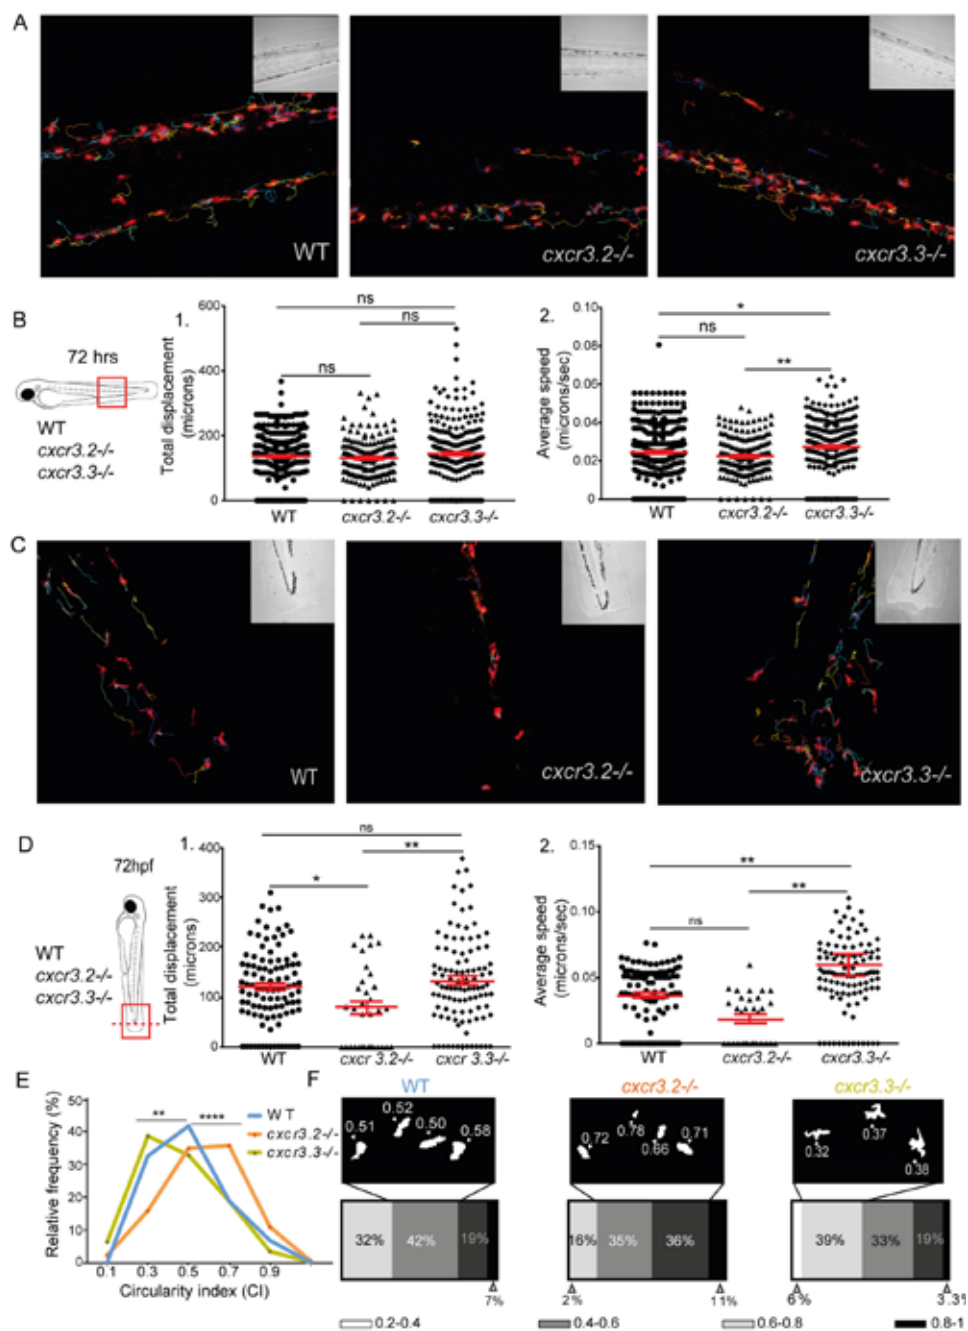 A
WT
cxcr3.2-/-
cxcr3.3-/-
B
72 hrs
WT
cxcr3.2-/-
cxcr3.3-/-
1.
Total displacement
(microns)
600
400
200
0
ns
ns
ns
WT
cxcr3.2-/-
cxcr3.3-/-
2.
Average speed
(microns/sec)
0.10
0.08
0.06
0.04
0.02
0
*
ns
**
WT
cxcr3.2-/-
cxcr3.3-/-
C
WT
cxcr3.2-/-
cxcr3.3-/-
D
72hpf
WT
cxcr3.2-/-
cxcr3.3-/-
1.
Total displacement
(microns)
400
300
200
100
0
ns
**
*
WT
cxcr 3.2-/-
cxcr 3.3-/-
2.
Average speed
(microns/sec)
0.15
0.10
0.05
0
**
**
ns
WT
cxcr3.2-/-
cxcr3.3-/-
E
Relative frequency (%)
50
40
30
20
10
0
** ****
W T
cxcr3.2-/-
cxcr3.3-/-
0.1 0.3 0.5 0.7 0.9
Circularity index (CI)
F
WT
0.51 0.52 0.50 0.58
32% 42% 19%
7%
cxcr3.2-/-
0.72 0.78 0.66 0.71
16% 35% 36%
2% 11%
cxcr3.3-/-
0.32 0.37 0.38
39% 33% 19%
6% 3.3%
0.2-0.4 0.4-0.6 0.6-0.8 0.8-1